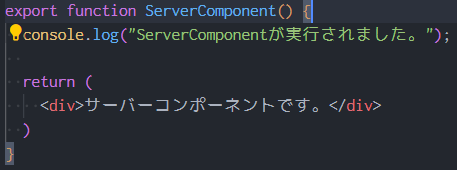 export function ServerComponent() {
console.log("ServerComponentが実行されました。");
return (
<div>サーバーコンポーネントです。</div>
)
}